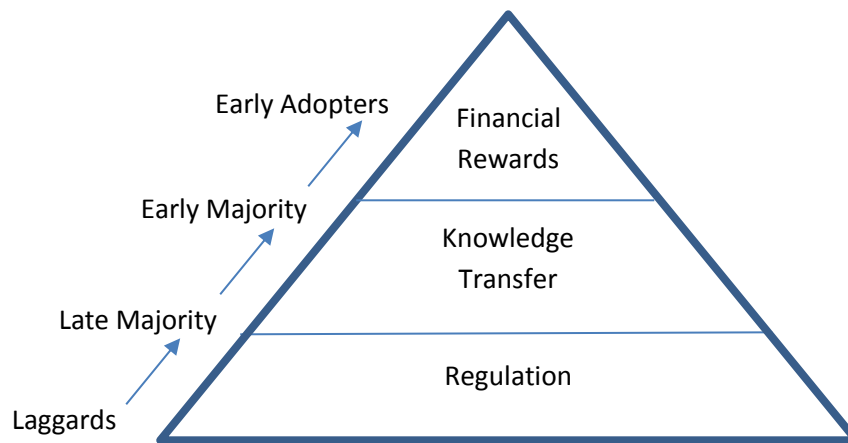 Early Adopters
Financial
Rewards
Early Majority
Knowledge
Transfer
Late Majority
Regulation
Laggards